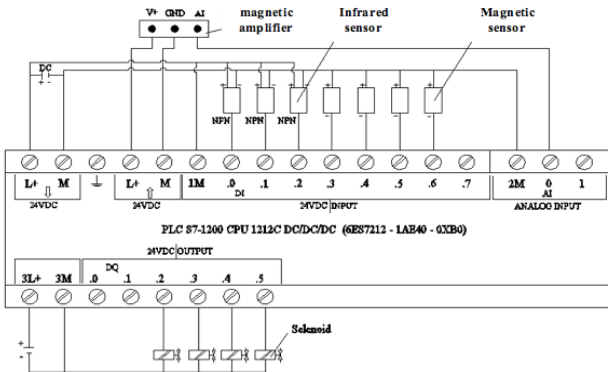 V+ GND AI
magnetic amplifier
Infrared sensor
Magnetic sensor
DC
+ -
+ - + - + - + + + +
NPN NPN NPN - - - -
L+ M L+ M 1M .0 .1 .2 .3 .4 .5 .6 .7 2M 0 1
DI AI
24VDC 24VDC 24VDC INPUT ANALOG INPUT
PLC S7-1200 CPU 1212C DC/DC/DC (6ES7212 - 1AE40 - 0XB0)
24VDC OUTPUT
DQ
3L+ 3M .0 .1 .2 .3 .4 .5
+
-
Solenoid